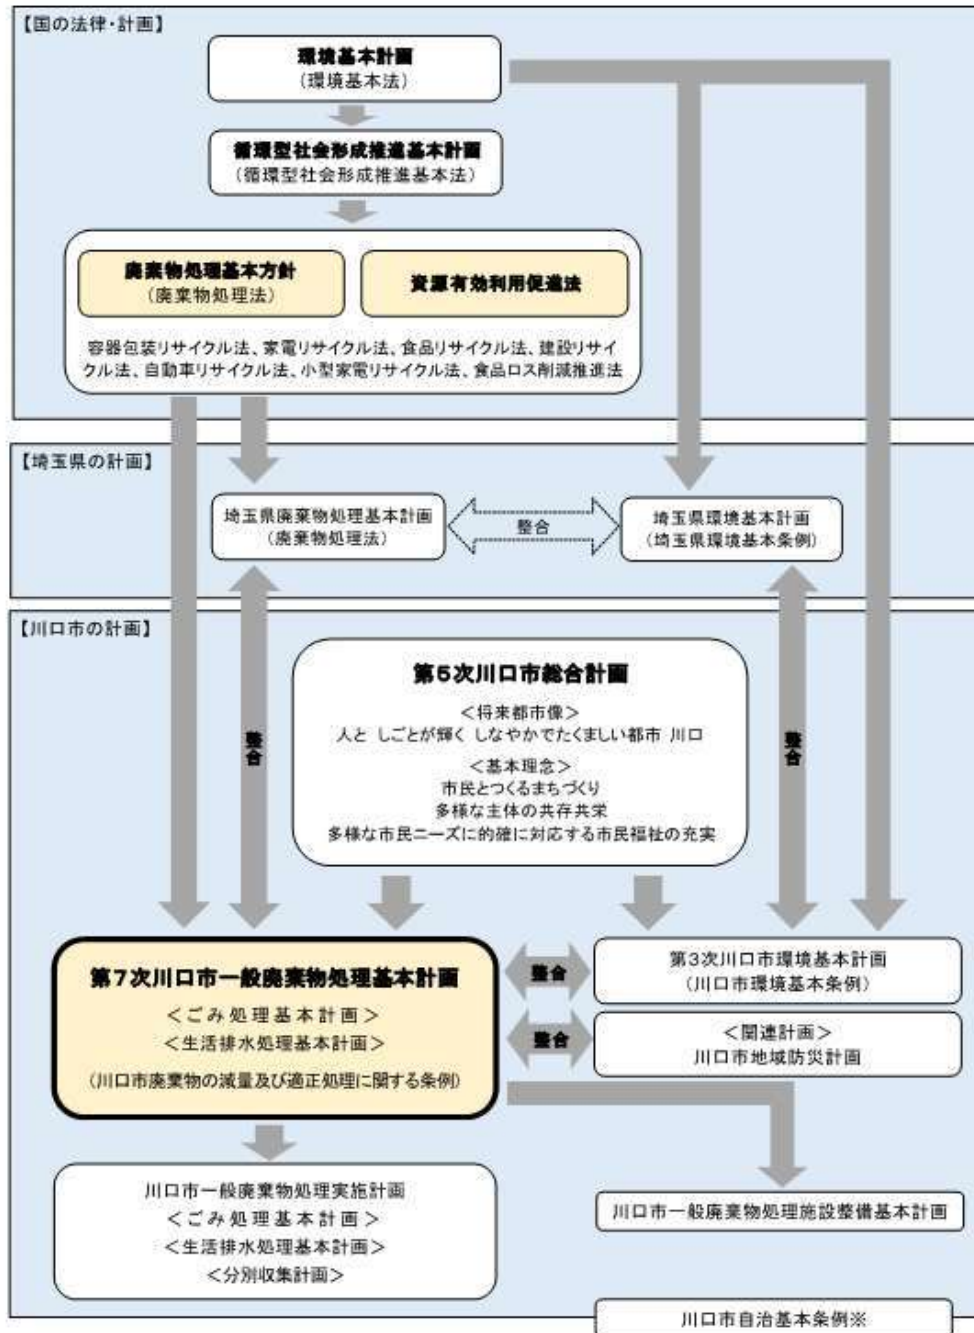 【国の法律・計画】
環境基本計画
(環境基本法)
循環型社会形成推進基本計画
(循環型社会形成推進基本法)
廃棄物処理基本方針
(廃棄物処理法)
資源有効利用促進法
容器包装リサイクル法、家電リサイクル法、食品リサイクル法、建設リサイ
クル法、自動車リサイクル法、小型家電リサイクル法、食品ロス削減推進法
【埼玉県の計画】
埼玉県廃棄物処理基本計画
(廃棄物処理法)
整合
埼玉県環境基本計画
(埼玉県環境基本条例)
【川口市の計画】
整合
第5次川口市総合計画
<将来都市像>
人と しごとが輝く しなやかでたくましい都市 川口
<基本理念>
市民とつくるまちづくり
多様な主体の共存共栄
多様な市民ニーズに的確に対応する市民福祉の充実
整合
第7次川口市一般廃棄物処理基本計画
<ごみ処理基本計画>
<生活排水処理基本計画>
(川口市廃棄物の減量及び適正処理に関する条例)
整合
第3次川口市環境基本計画
(川口市環境基本条例)
整合
<関連計画>
川口市地域防災計画
川口市一般廃棄物処理実施計画
<ごみ処理基本計画>
<生活排水処理基本計画>
<分別収集計画>
川口市一般廃棄物処理施設整備基本計画
川口市自治基本条例※